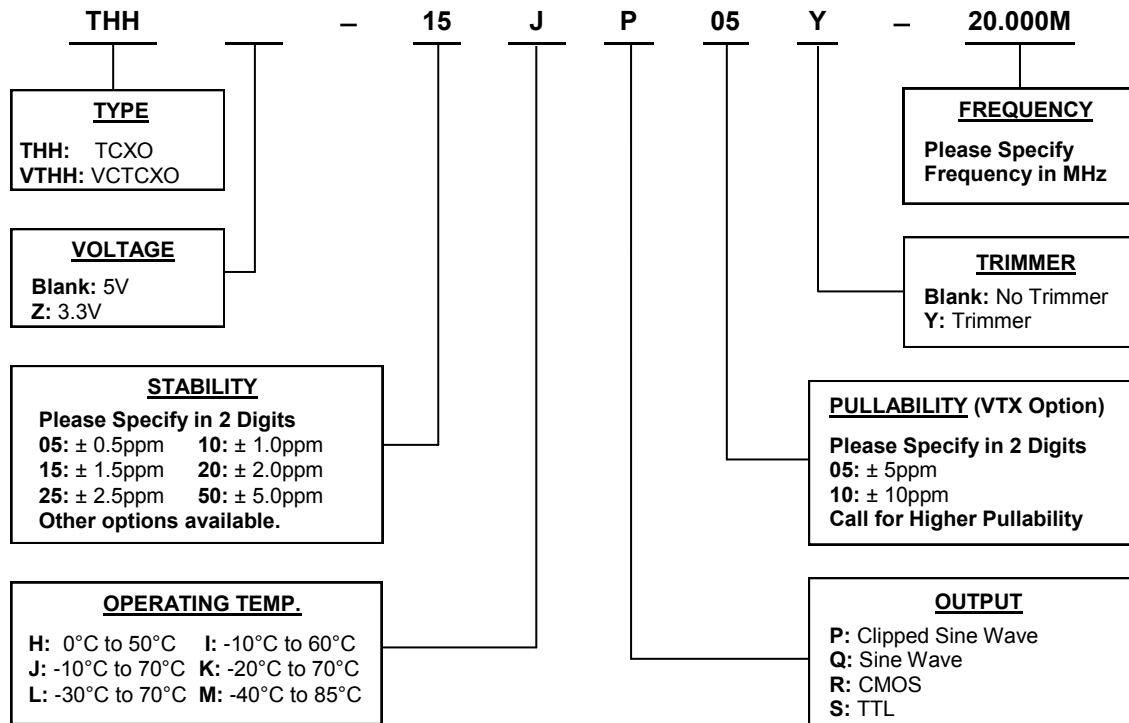 THH – 15 J P 05 Y – 20.000M
TYPE
THH: TCXO
VTHH: VCTCXO
VOLTAGE
Blank: 5V
Z: 3.3V
STABILITY
Please Specify in 2 Digits
05: ± 0.5ppm 10: ± 1.0ppm
15: ± 1.5ppm 20: ± 2.0ppm
25: ± 2.5ppm 50: ± 5.0ppm
Other options available.
OPERATING TEMP.
H: 0°C to 50°C I: -10°C to 60°C
J: -10°C to 70°C K: -20°C to 70°C
L: -30°C to 70°C M: -40°C to 85°C
FREQUENCY
Please Specify
Frequency in MHz
TRIMMER
Blank: No Trimmer
Y: Trimmer
PULLABILITY (VTX Option)
Please Specify in 2 Digits
05: ± 5ppm
10: ± 10ppm
Call for Higher Pullability
OUTPUT
P: Clipped Sine Wave
Q: Sine Wave
R: CMOS
S: TTL